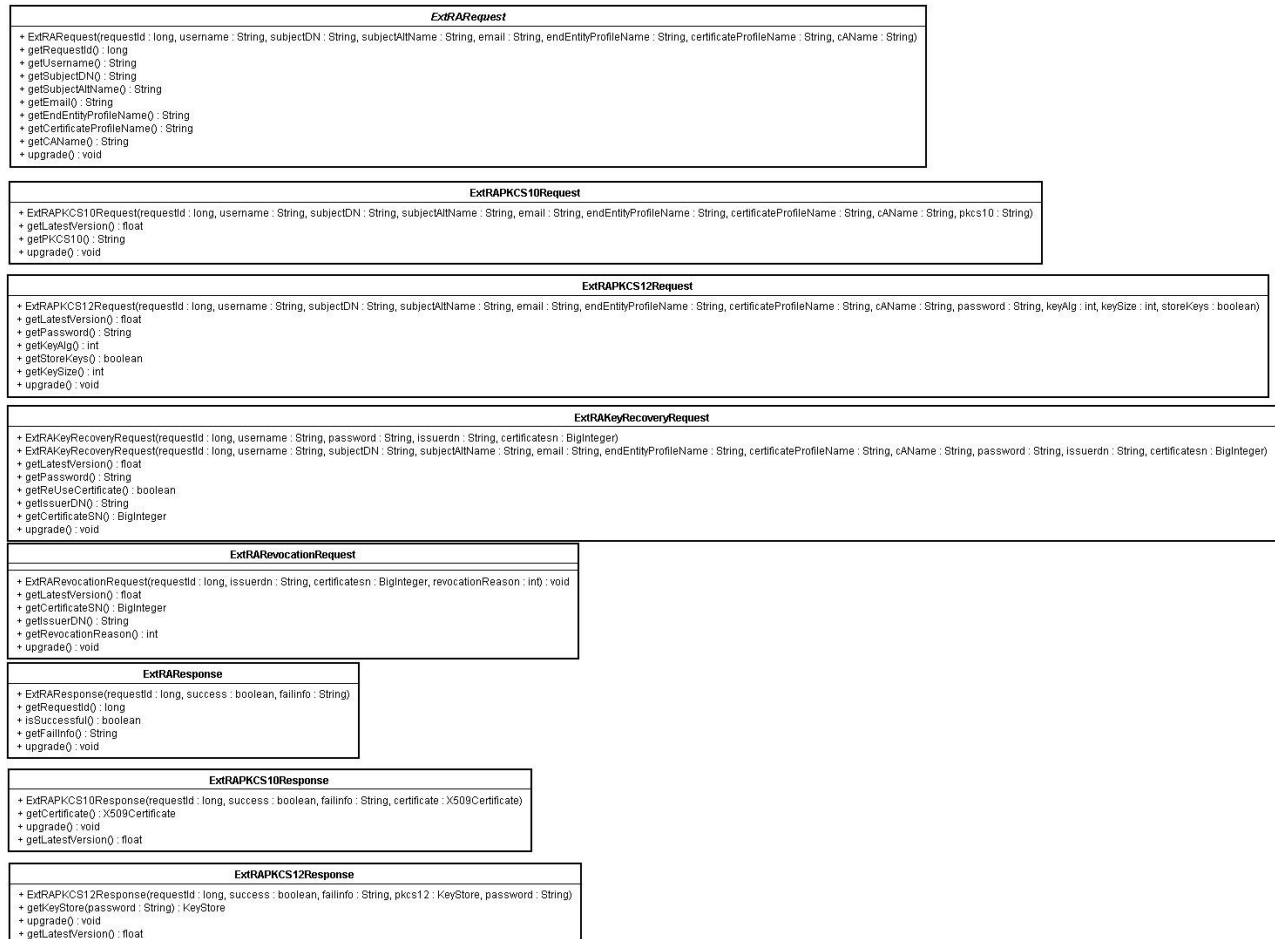 ExtRARequest
+ ExtRARequest(requestId : long, username : String, subjectDN : String, subjectAltName : String, email : String, endEntityProfileName : String, certificateProfileName : String, cAName : String)
+ getRequestId() : long
+ getUsername() : String
+ getSubjectDN() : String
+ getSubjectAltName() : String
+ getEmail() : String
+ getEndEntityProfileName() : String
+ getCertificateProfileName() : String
+ getCAName() : String
+ upgrade() : void
ExtRAPKCS10Request
+ ExtRAPKCS10Request(requestId : long, username : String, subjectDN : String, subjectAltName : String, email : String, endEntityProfileName : String, certificateProfileName : String, cAName : String, pkcs10 : String)
+ getLatestVersion() : float
+ getPKCS10() : String
+ upgrade() : void
ExtRAPKCS12Request
+ ExtRAPKCS12Request(requestId : long, username : String, subjectDN : String, subjectAltName : String, email : String, endEntityProfileName : String, certificateProfileName : String, cAName : String, password : String, keyAlg : int, keySize : int, storeKeys : boolean)
+ getLatestVersion() : float
+ getPassword() : String
+ getKeyAlg() : int
+ getStoreKeys() : boolean
+ getKeySize() : int
+ upgrade() : void
ExtRAKeyRecoveryRequest
+ ExtRAKeyRecoveryRequest(requestId : long, username : String, password : String, issuerdn : String, certificatesn : BigInteger)
+ ExtRAKeyRecoveryRequest(requestId : long, username : String, subjectDN : String, subjectAltName : String, email : String, endEntityProfileName : String, certificateProfileName : String, cAName : String, password : String, issuerdn : String, certificatesn : BigInteger)
+ getLatestVersion() : float
+ getPassword() : String
+ getReUseCertificate() : boolean
+ getIssuerDN() : String
+ getCertificateSN() : BigInteger
+ upgrade() : void
ExtRARevocationRequest
+ ExtRARevocationRequest(requestId : long, issuerdn : String, certificatesn : BigInteger, revocationReason : int) : void
+ getLatestVersion() : float
+ getCertificateSN() : BigInteger
+ getIssuerDN() : String
+ getRevocationReason() : int
+ upgrade() : void
ExtRAResponse
+ ExtRAResponse(requestId : long, success : boolean, failinfo : String)
+ getRequestId() : long
+ isSuccessful() : boolean
+ getFailInfo() : String
+ upgrade() : void
ExtRAPKCS10Response
+ ExtRAPKCS10Response(requestId : long, success : boolean, failinfo : String, certificate : X509Certificate)
+ getCertificate() : X509Certificate
+ upgrade() : void
+ getLatestVersion() : float
ExtRAPKCS12Response
+ ExtRAPKCS12Response(requestId : long, success : boolean, failinfo : String, pkcs12 : KeyStore, password : String)
+ getKeyStore(password : String) : KeyStore
+ upgrade() : void
+ getLatestVersion() : float